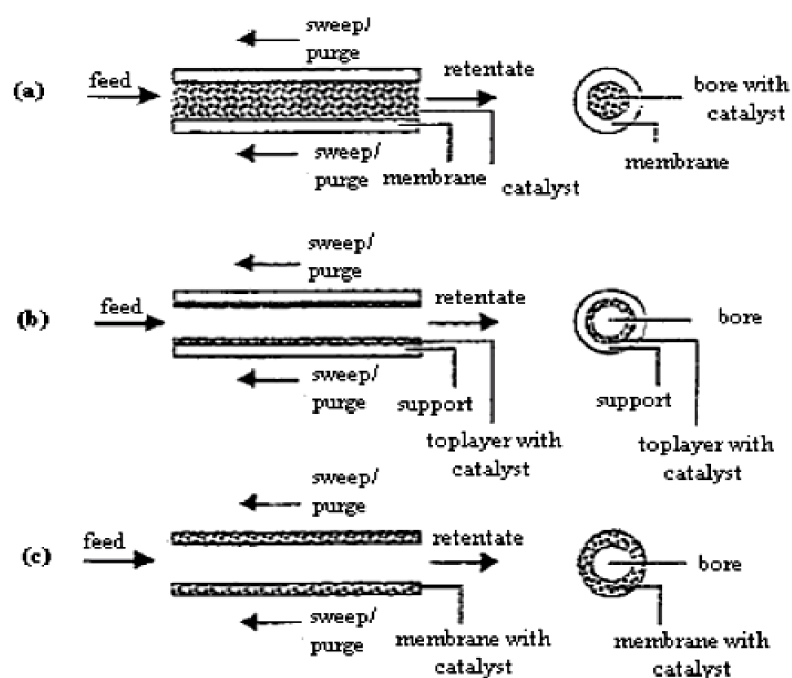 sweep/
purge
feed
retentate
(a)
bore with
catalyst
sweep/
purge
membrane
catalyst
membrane
sweep/
purge
feed
retentate
(b)
bore
sweep/
purge
support
support
toplayer with
catalyst
toplayer with
catalyst
sweep/
purge
feed
retentate
(c)
bore
sweep/
purge
membrane with
catalyst
membrane with
catalyst